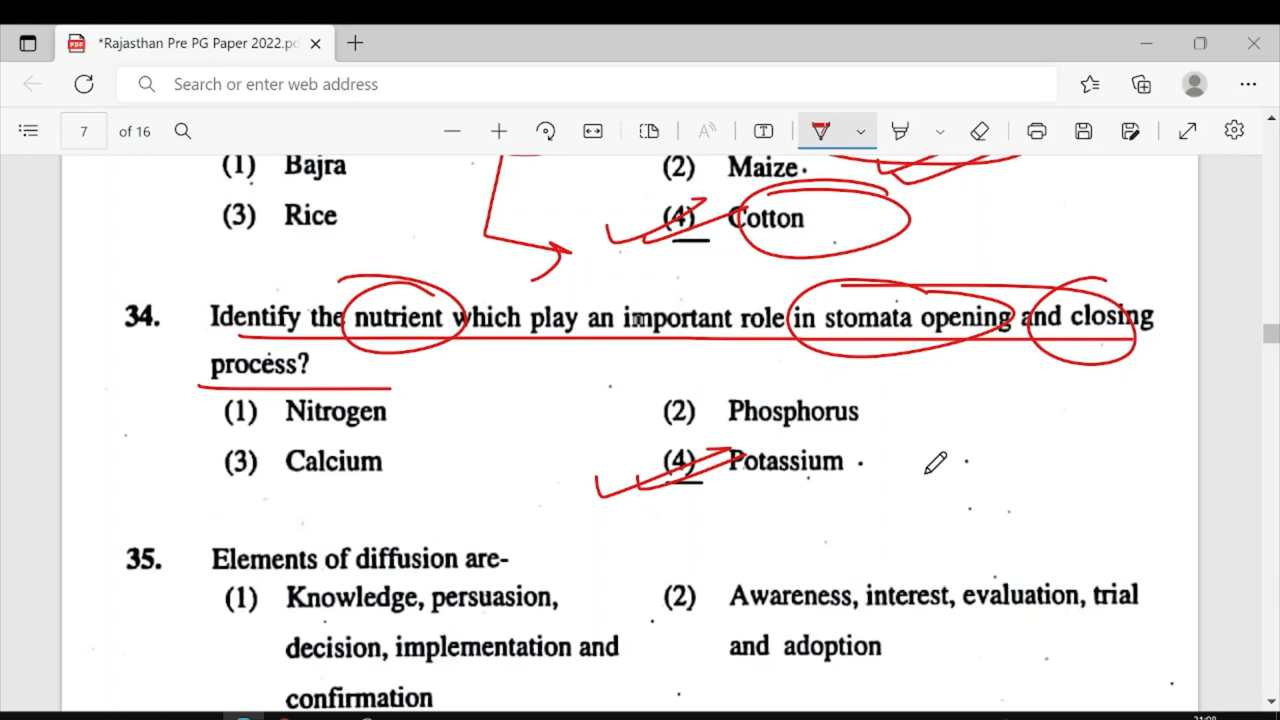 *Rajasthan Pre PG Paper 2022.pd
Search or enter web address
7 of 16
(1) Bajra (2) Maize
(3) Rice (4) Cotton
34. Identify the nutrient which play an important role in stomata opening and closing
process?
(1) Nitrogen (2) Phosphorus
(3) Calcium (4) Potassium
35. Elements of diffusion are-
(1) Knowledge, persuasion, (2) Awareness, interest, evaluation, trial
decision, implementation and and adoption
confirmation